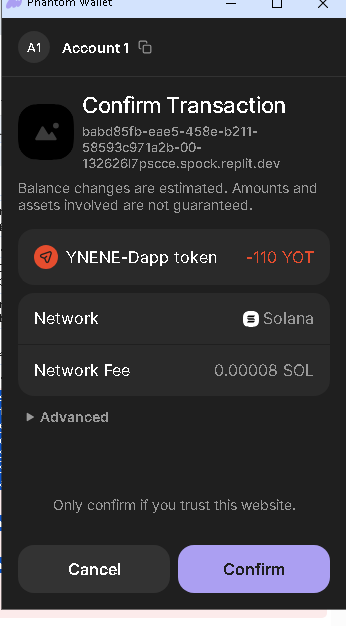 Phantom Wallet
A1 Account 1
Confirm Transaction
babd85fb-eae5-458e-b211-
58593c971a2b-00-
132626l7pscce.spock.replit.dev
Balance changes are estimated. Amounts and
assets involved are not guaranteed.
YNENE-Dapp token -110 YOT
Network Solana
Network Fee 0.00008 SOL
Advanced
Only confirm if you trust this website.
Cancel Confirm